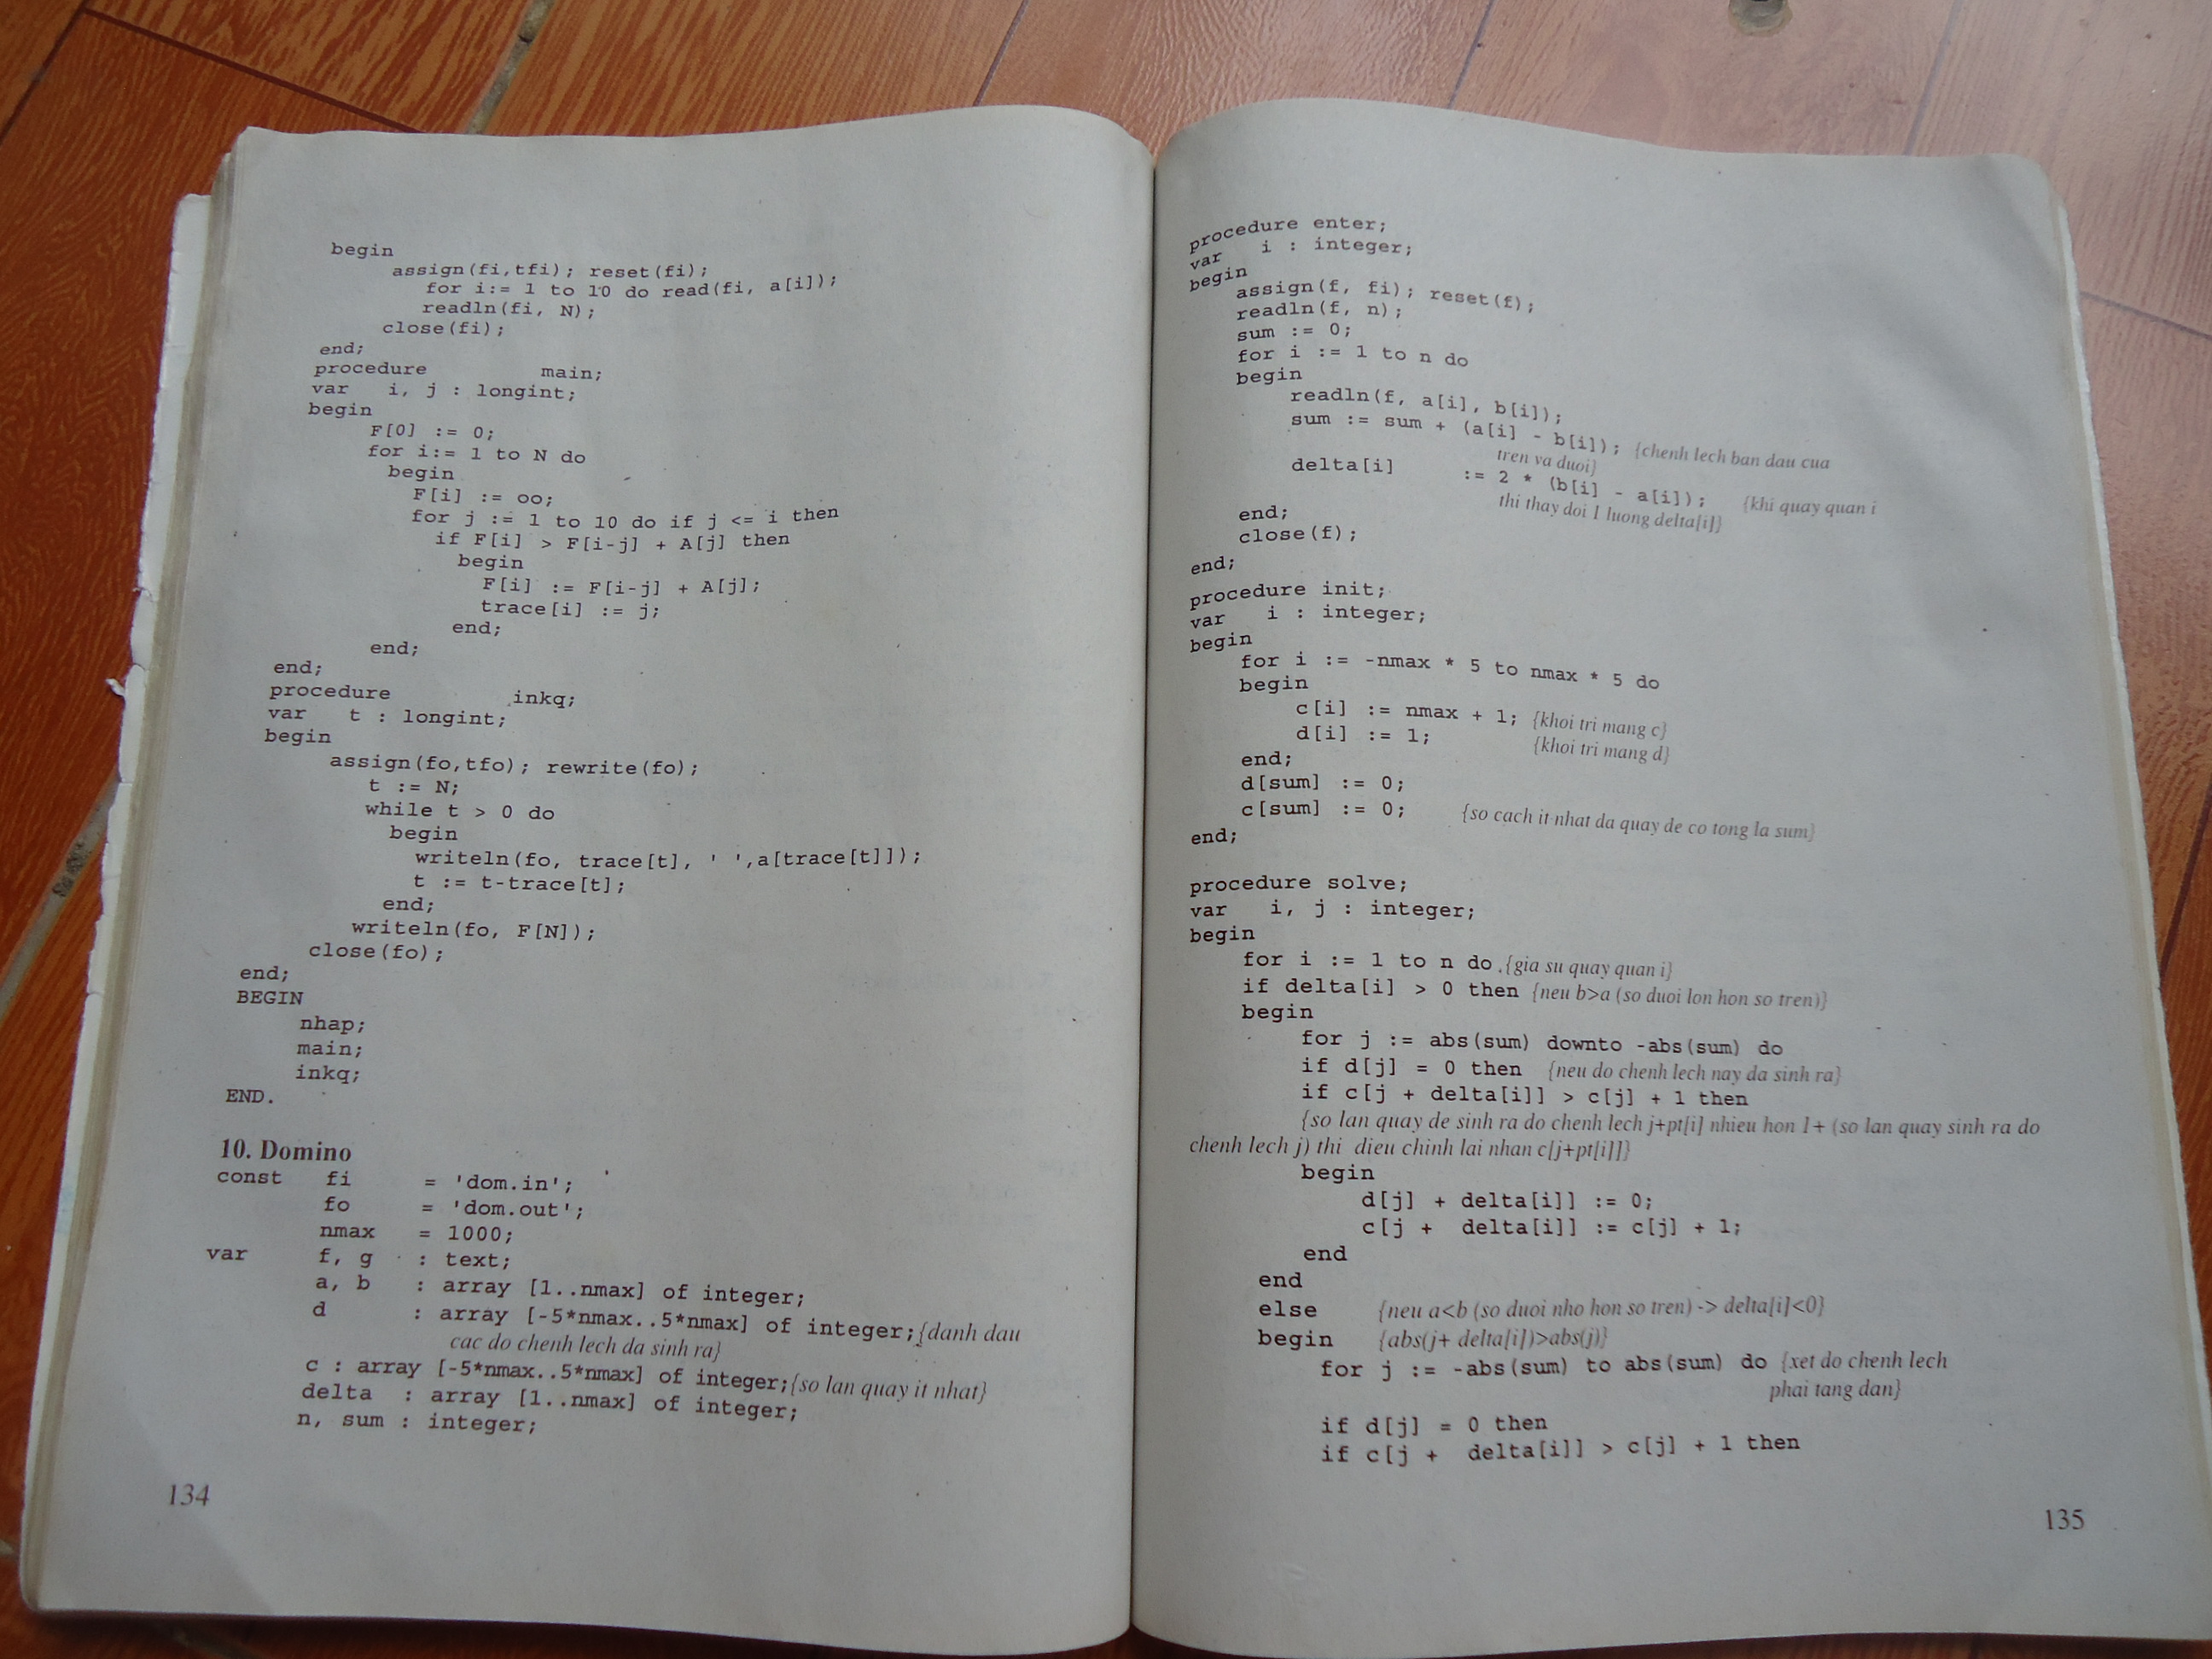 begin
assign(fi,tfi); reset(fi);
for i:= 1 to 10 do read(fi, a[i]);
readln(fi, N);
close(fi);
end;
procedure main;
var i, j : longint;
begin
F[0] := 0;
for i:= 1 to N do
begin
F[i] := oo;
for j := 1 to 10 do if j <= i then
if F[i] > F[i-j] + A[j] then
begin
F[i] := F[i-j] + A[j];
trace[i] := j;
end;
end;
end;
procedure inkq;
var t : longint;
begin
assign(fo,tfo); rewrite(fo);
t := N;
while t > 0 do
begin
writeln(fo, trace[t], ' ',a[trace[t]]);
t := t-trace[t];
end;
writeln(fo, F[N]);
close(fo);
end;
BEGIN
nhap;
main;
inkq;
END.
10. Domino
const fi = 'dom.in';
fo = 'dom.out';
nmax = 1000;
var f, g : text;
a, b : array [1..nmax] of integer;
d : array [-5*nmax..5*nmax] of integer;{danh dau
cac do chenh lech da sinh ra}
c : array [-5*nmax..5*nmax] of integer;{so lan quay it nhat}
delta : array [1..nmax] of integer;
n, sum : integer;
134
procedure enter;
var i : integer;
begin
assign(f, fi); reset(f);
readln(f, n);
sum := 0;
for i := 1 to n do
begin
readln(f, a[i], b[i]);
sum := sum + (a[i] - b[i]); {chenh lech ban dau cua
tren va duoi}
delta[i] := 2 * (b[i] - a[i]); {khi quay quan i
thi thay doi 1 luong delta[i]}
end;
close(f);
end;
procedure init;
var i : integer;
begin
for i := -nmax * 5 to nmax * 5 do
begin
c[i] := nmax + 1; {khoi tri mang c}
d[i] := 1; {khoi tri mang d}
end;
d[sum] := 0;
c[sum] := 0; {so cach it nhat da quay de co tong la sum}
end;
procedure solve;
var i, j : integer;
begin
for i := 1 to n do {gia su quay quan i}
if delta[i] > 0 then {neu b>a (so duoi lon hon so tren)}
begin
for j := abs(sum) downto -abs(sum) do
if d[j] = 0 then {neu do chenh lech nay da sinh ra}
if c[j + delta[i]] > c[j] + 1 then
{so lan quay de sinh ra do chenh lech j+pt[i] nhieu hon 1+ (so lan quay sinh ra do
chenh lech j) thi dieu chinh lai nhan c[j+pt[i]]}
begin
d[j] + delta[i]] := 0;
c[j + delta[i]] := c[j] + 1;
end
end
else {neu a<b (so duoi nho hon so tren) -> delta[i]<0}
begin {abs(j+ delta[i])>abs(j)}
for j := -abs(sum) to abs(sum) do {xet do chenh lech
phai tang dan}
if d[j] = 0 then
if c[j + delta[i]] > c[j] + 1 then
135